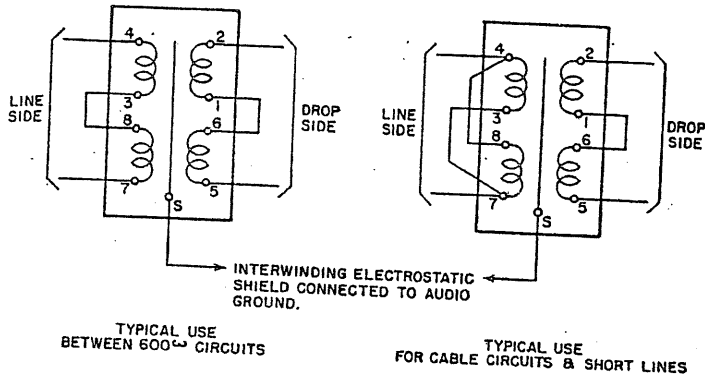 4
2
3
1
8
6
7
5
S
LINE
SIDE
DROP
SIDE
4
2
3
1
8
6
7
5
S
LINE
SIDE
DROP
SIDE
INTERWINDING ELECTROSTATIC
SHIELD CONNECTED TO AUDIO
GROUND.
TYPICAL USE
BETWEEN 600ω CIRCUITS
TYPICAL USE
FOR CABLE CIRCUITS & SHORT LINES